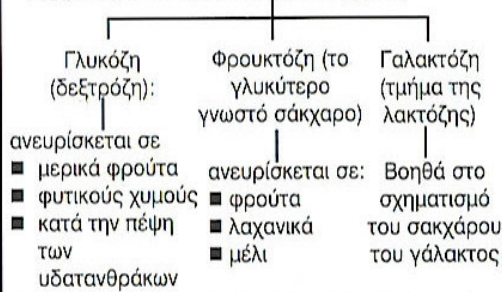 Γλυκόζη
(δεξτρόζη):
ανευρίσκεται σε
■ μερικά φρούτα
■ φυτικούς χυμούς
■ κατά την πέψη
των
υδατανθράκων
Φρουκτόζη (το
γλυκύτερο
γνωστό σάκχαρο)
ανευρίσκεται σε:
■ φρούτα
■ λαχανικά
■ μέλι
Γαλακτόζη
(τμήμα της
λακτόζης)
Βοηθά στο
σχηματισμό
του σακχάρου
του γάλακτος